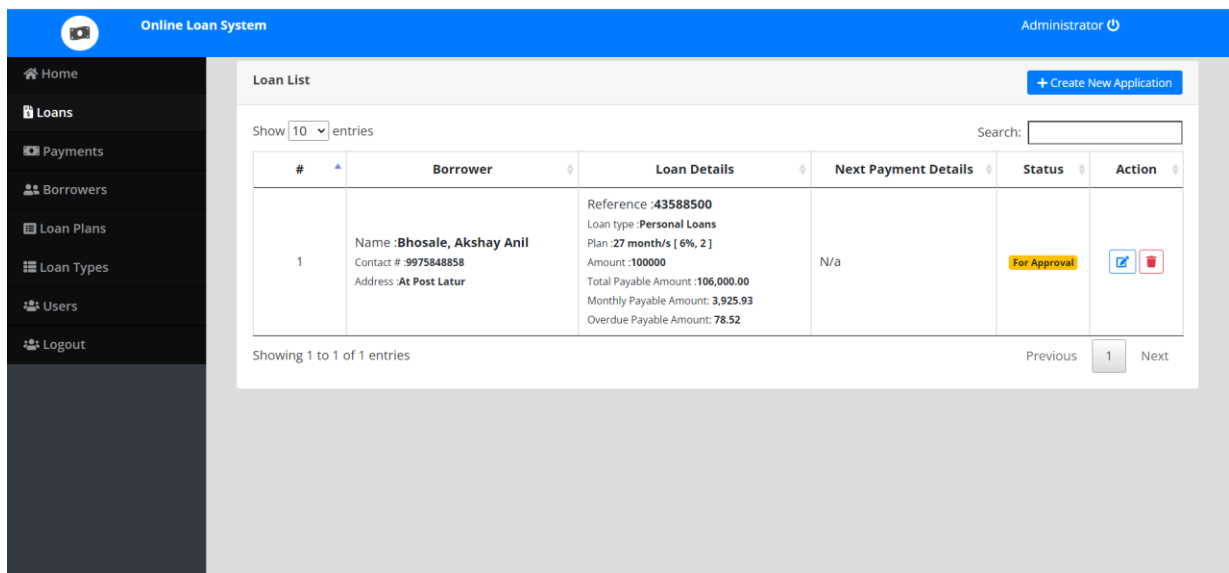 Online Loan System
Administrator
Home
Loans
Payments
Borrowers
Loan Plans
Loan Types
Users
Logout
Loan List
+ Create New Application
Show 10 entries
Search:
# Borrower Loan Details Next Payment Details Status Action
1
Name :Bhosale, Akshay Anil
Contact # :9975848858
Address :At Post Latur
Reference :43588500
Loan type :Personal Loans
Plan :27 month/s [ 6%, 2 ]
Amount :100000
Total Payable Amount :106,000.00
Monthly Payable Amount: 3,925.93
Overdue Payable Amount: 78.52
N/a
For Approval
Showing 1 to 1 of 1 entries
Previous 1 Next